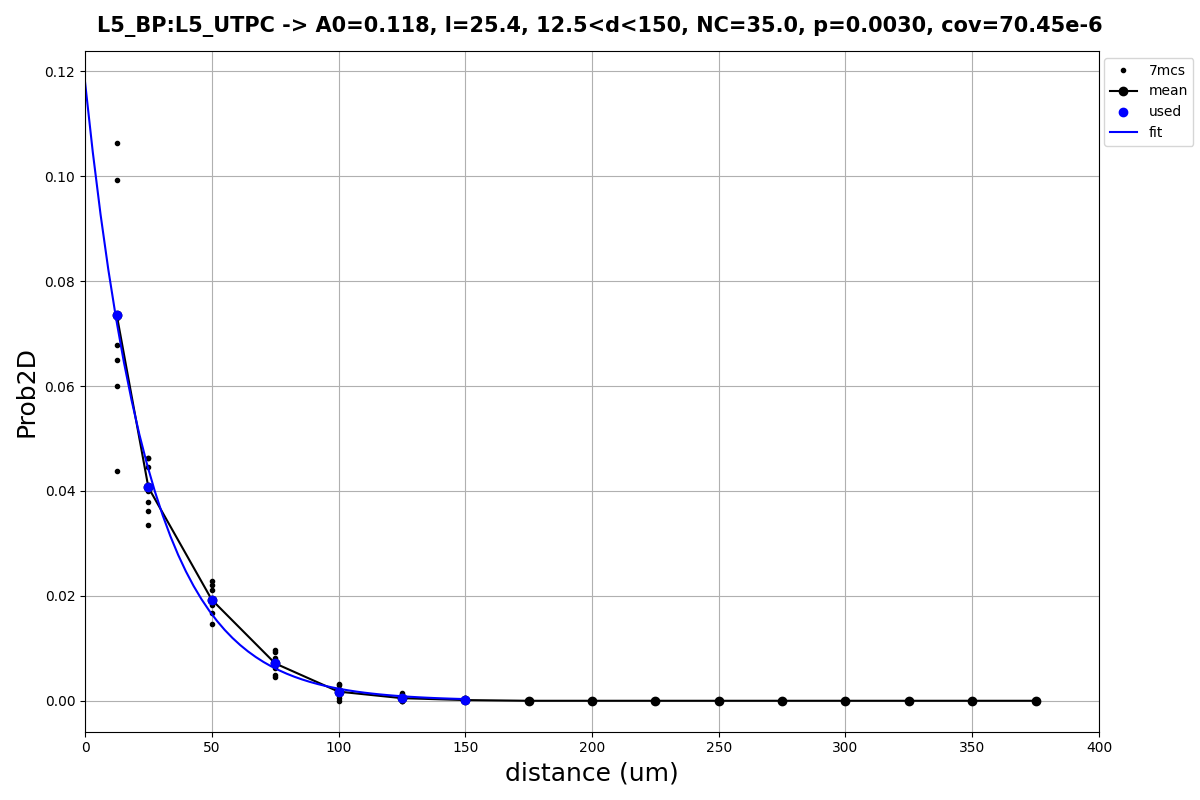 L5_BP:L5_UTPC -> A0=0.118, l=25.4, 12.5<d<150, NC=35.0, p=0.0030, cov=70.45e-6
7mcs
mean
used
fit
Prob2D
0.12
0.10
0.08
0.06
0.04
0.02
0.00
0 50 100 150 200 250 300 350 400
distance (um)